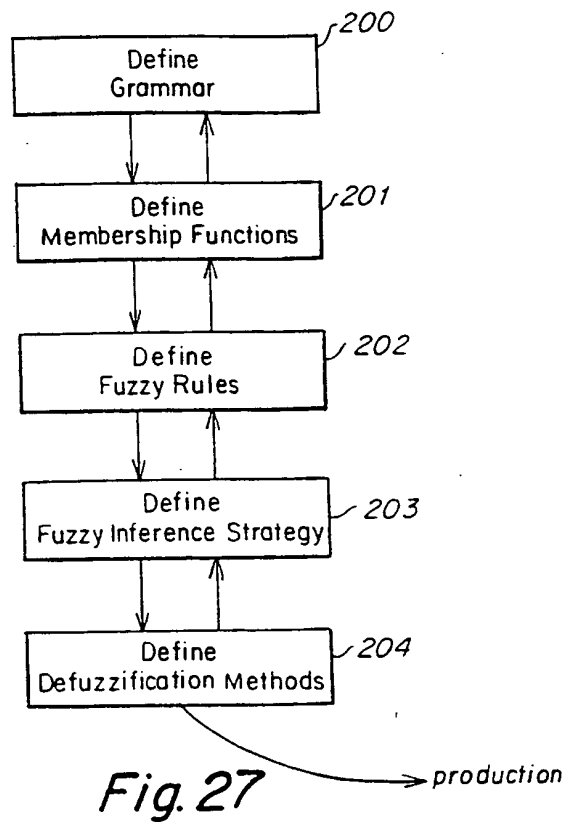 200
Define
Grammar
201
Define
Membership Functions
202
Define
Fuzzy Rules
203
Define
Fuzzy Inference Strategy
204
Define
Defuzzification Methods
production
Fig. 27